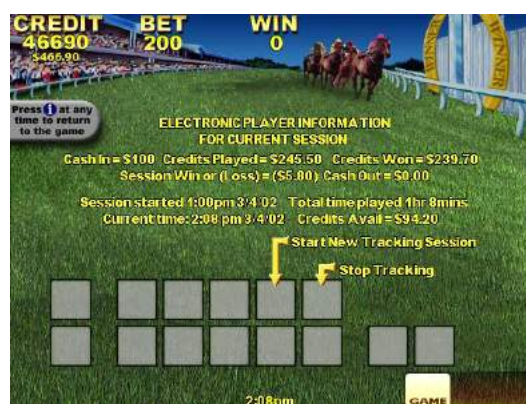 CREDIT BET WIN
46690 200 0
$466.90
WINNER
Press i at any
time to return
to the game
ELECTRONIC PLAYER INFORMATION
FOR CURRENT SESSION
Cash In = $100 Credits Played = $245.50 Credits Won = $239.70
Session Win or (Loss) = ($5.80) Cash Out = $0.00
Session started 1:00pm 3/4/02 Total time played 1hr 8mins
Current time: 2:08 pm 3/4/02 Credits Avail = $94.20
Start New Tracking Session
Stop Tracking
2:08pm
GAME